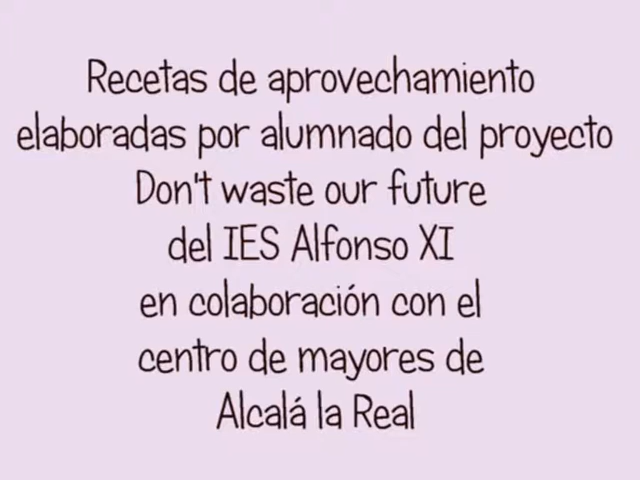 Recetas de aprovechamiento
elaboradas por alumnado del proyecto
Don't waste our future
del IES Alfonso XI
en colaboración con el
centro de mayores de
Alcalá la Real